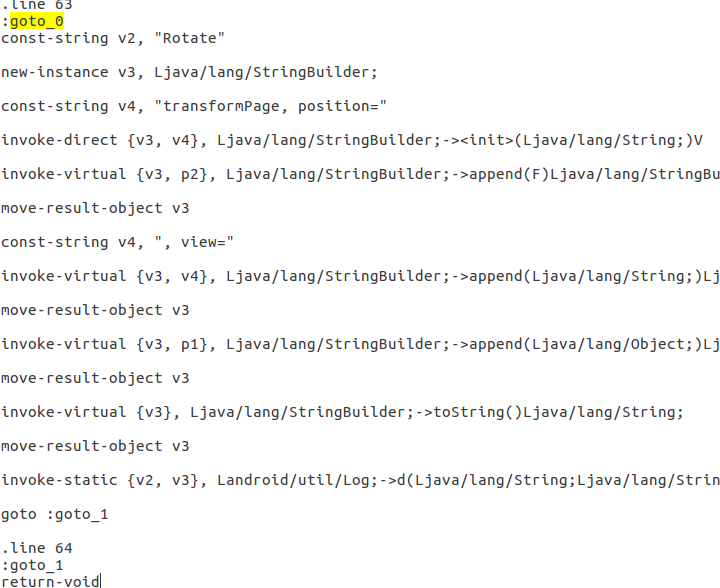 .line 63
:goto_0
const-string v2, "Rotate"
new-instance v3, Ljava/lang/StringBuilder;
const-string v4, "transformPage, position="
invoke-direct {v3, v4}, Ljava/lang/StringBuilder;-><init>(Ljava/lang/String;)V
invoke-virtual {v3, p2}, Ljava/lang/StringBuilder;->append(F)Ljava/lang/StringBu
move-result-object v3
const-string v4, ", view="
invoke-virtual {v3, v4}, Ljava/lang/StringBuilder;->append(Ljava/lang/String;)Lj
move-result-object v3
invoke-virtual {v3, p1}, Ljava/lang/StringBuilder;->append(Ljava/lang/Object;)Lj
move-result-object v3
invoke-virtual {v3}, Ljava/lang/StringBuilder;->toString()Ljava/lang/String;
move-result-object v3
invoke-static {v2, v3}, Landroid/util/Log;->d(Ljava/lang/String;Ljava/lang/Strin
goto :goto_1
.line 64
:goto_1
return-void